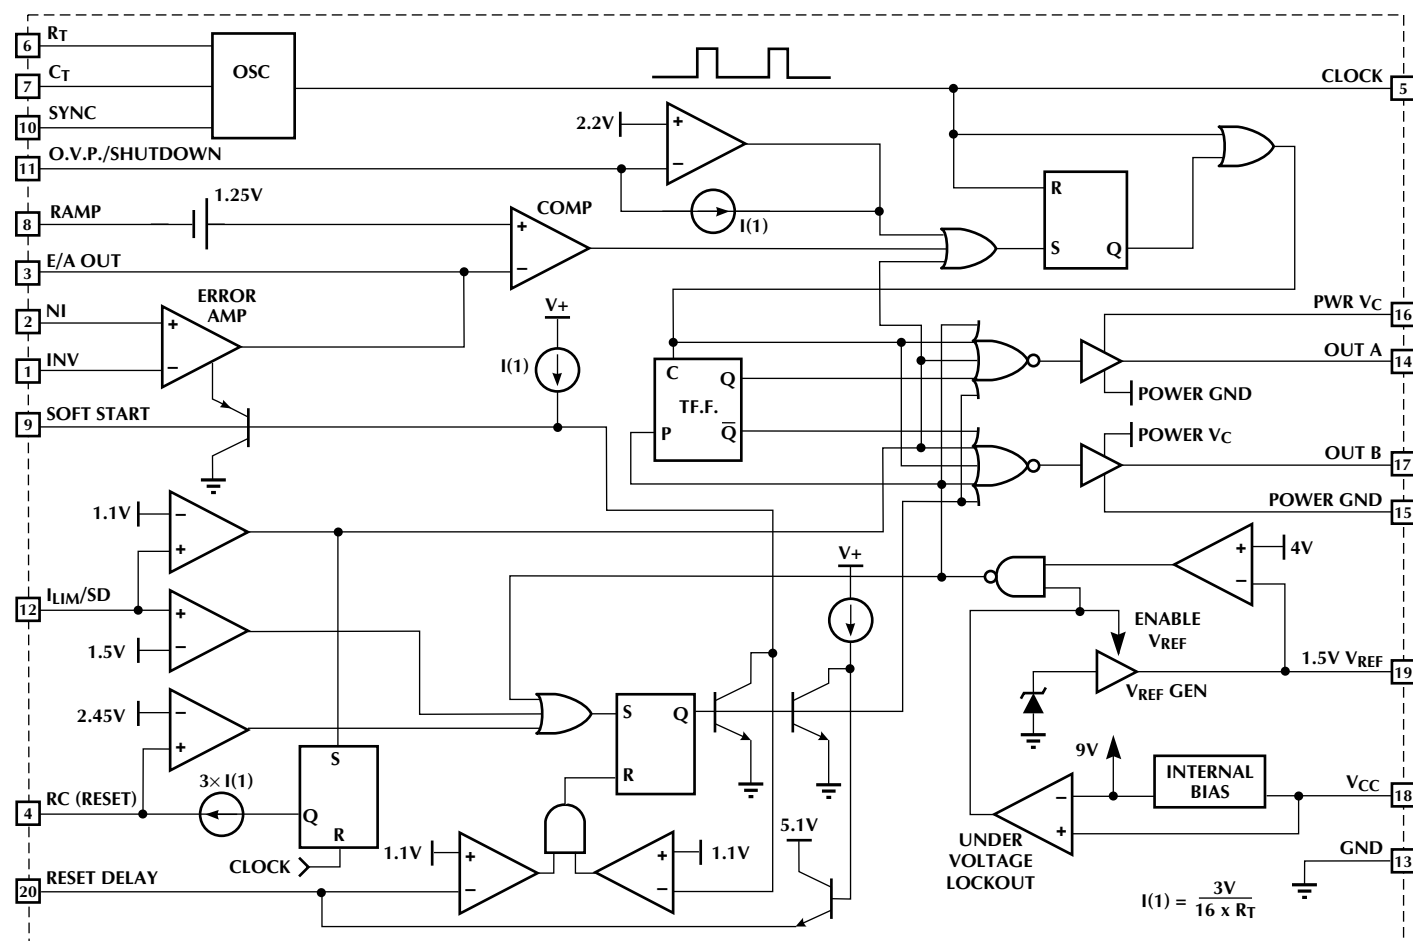 6 RT
7 CT
10 SYNC
OSC
CLOCK 5
11 O.V.P./SHUTDOWN
2.2V + −
I(1)
8 RAMP
1.25V
COMP
+ −
3 E/A OUT
R
S Q
2 NI
1 INV
ERROR
AMP
+ −
V+
I(1)
9 SOFT START
C Q
TF.F.
P Q̅
PWR VC 16
OUT A 14
POWER GND
POWER VC
OUT B 17
POWER GND 15
1.1V − +
12 ILIM/SD
1.5V + −
2.45V − +
4 RC (RESET)
3× I(1)
S
Q
R
CLOCK
20 RESET DELAY
S Q
R
V+
1.1V + −
+ − 1.1V
5.1V
+ − 4V
ENABLE
VREF
1.5V VREF 19
VREF GEN
9V
INTERNAL
BIAS
VCC 18
− +
UNDER
VOLTAGE
LOCKOUT
GND 13
I(1) = 3V / 16 x RT